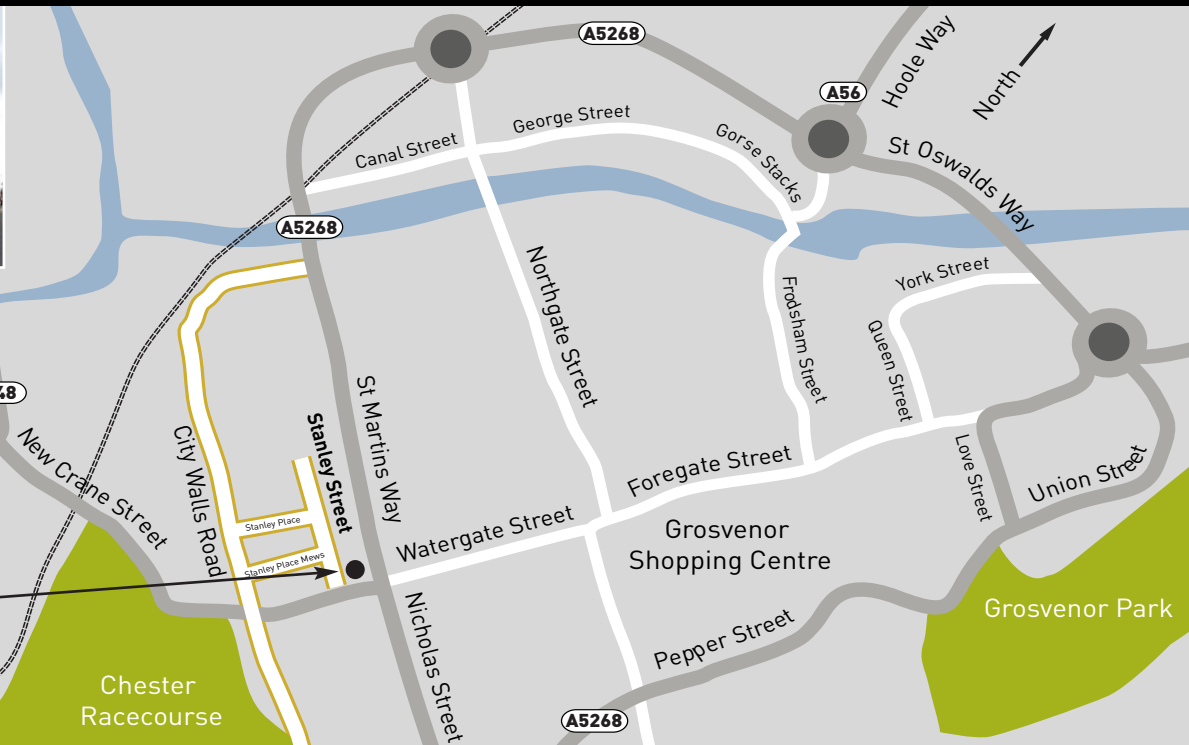 A5268
A56
Hoole Way
North
George Street
Canal Street
Gorse Stacks
St Oswalds Way
A5268
Northgate Street
York Street
Frodsham Street
Queen Street
48
New Crane Street
City Walls Road
Stanley Street
St Martins Way
Stanley Place
Stanley Place Mews
Watergate Street
Foregate Street
Love Street
Union Street
Grosvenor
Shopping Centre
Grosvenor Park
Nicholas Street
Pepper Street
Chester
Racecourse
A5268